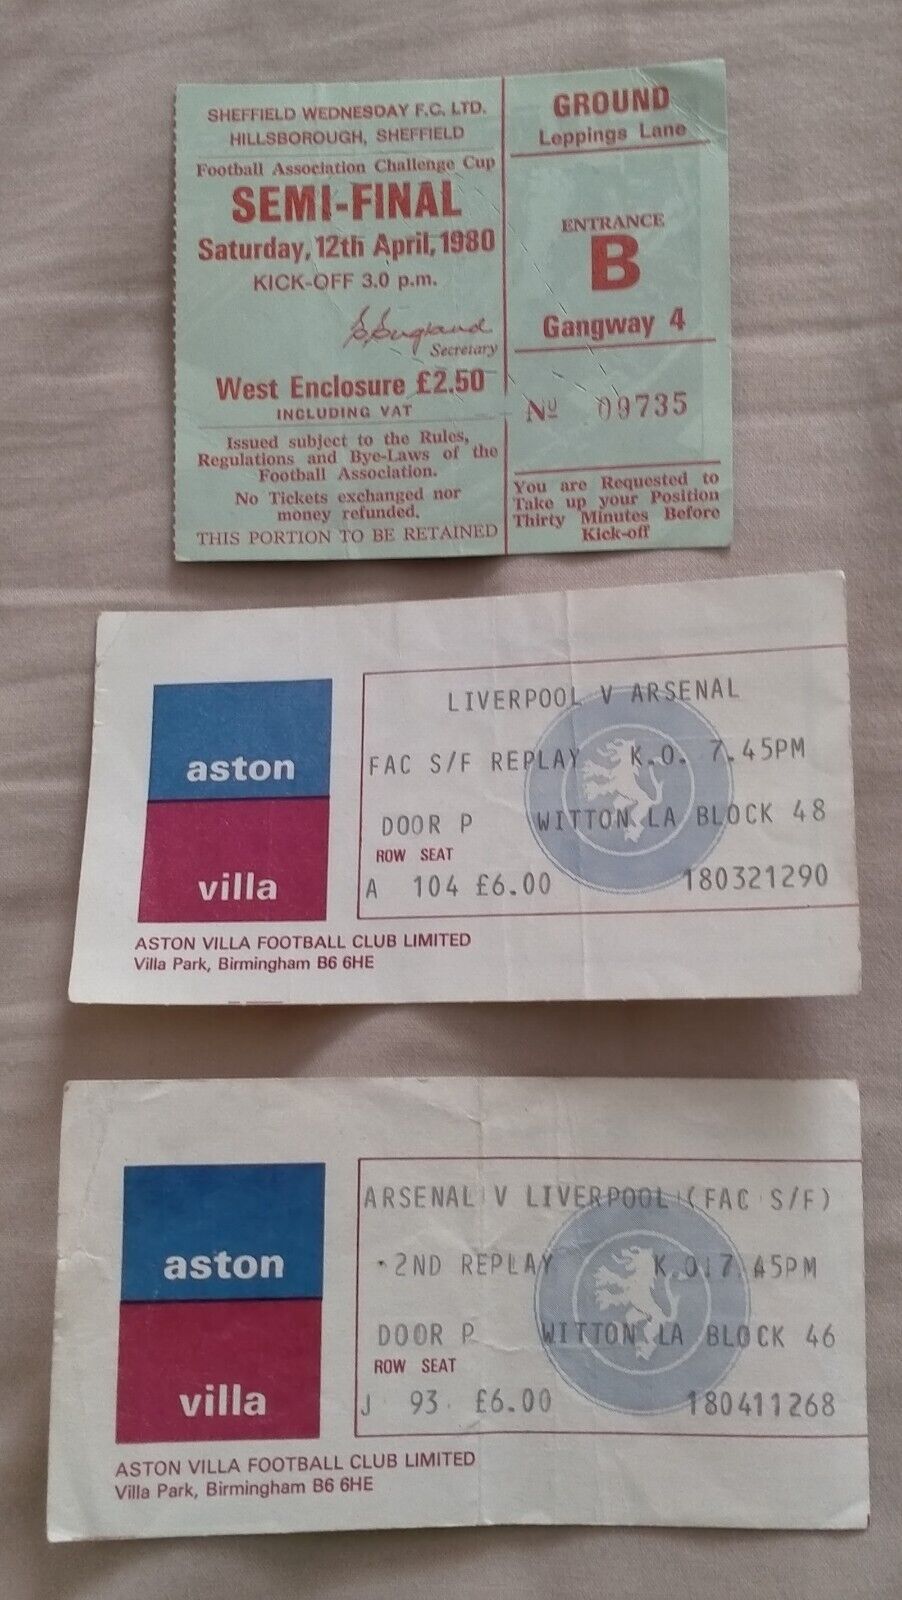 SHEFFIELD WEDNESDAY F.C. LTD.
HILLSBOROUGH, SHEFFIELD
Football Association Challenge Cup
SEMI-FINAL
Saturday, 12th April, 1980
KICK-OFF 3.0 p.m.
Secretary
West Enclosure £2.50
INCLUDING VAT
Issued subject to the Rules,
Regulations and Bye-Laws of the
Football Association.
No Tickets exchanged nor
money refunded.
THIS PORTION TO BE RETAINED
GROUND
Leppings Lane
ENTRANCE
B
Gangway 4
Nº 09735
You are Requested to
Take up your Position
Thirty Minutes Before
Kick-off
aston
villa
LIVERPOOL V ARSENAL
FAC S/F REPLAY K.O. 7.45PM
DOOR P WITTON LA BLOCK 48
ROW SEAT
A 104 £6.00 180321290
ASTON VILLA FOOTBALL CLUB LIMITED
Villa Park, Birmingham B6 6HE
aston
villa
ARSENAL V LIVERPOOL (FAC S/F)
2ND REPLAY K.O.7.45PM
DOOR P WITTON LA BLOCK 46
ROW SEAT
J 93 £6.00 180411268
ASTON VILLA FOOTBALL CLUB LIMITED
Villa Park, Birmingham B6 6HE